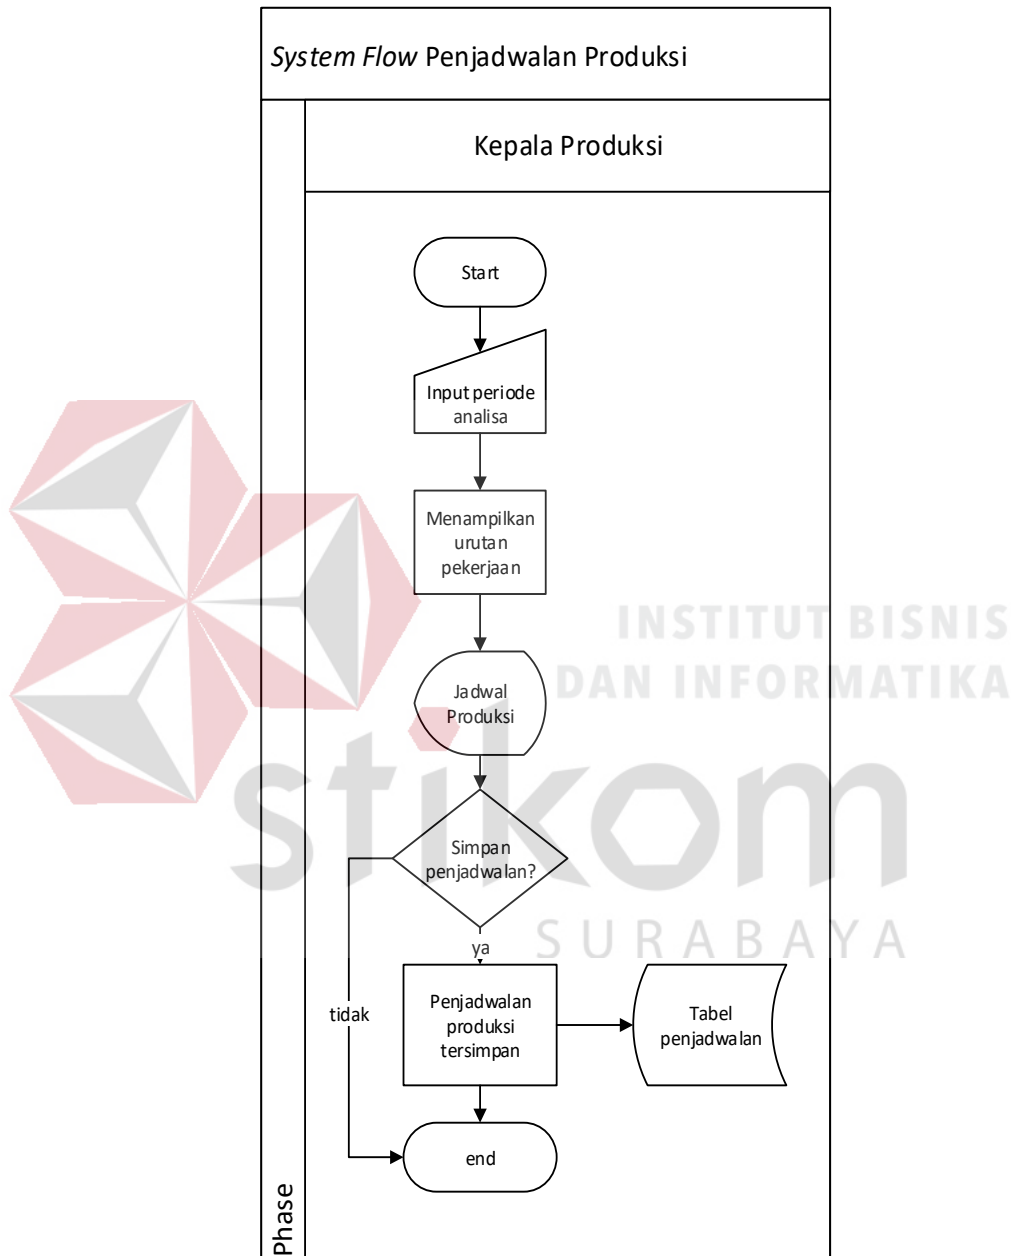 System Flow Penjadwalan Produksi
Kepala Produksi
Start
Input periode
analisa
Menampilkan
urutan
pekerjaan
INSTITUT BISNIS
DAN INFORMATIKA
Jadwal
Produksi
stikom
SURABAYA
Simpan
penjadwalan?
ya
tidak
Penjadwalan
produksi
tersimpan
Tabel
penjadwalan
end
Phase